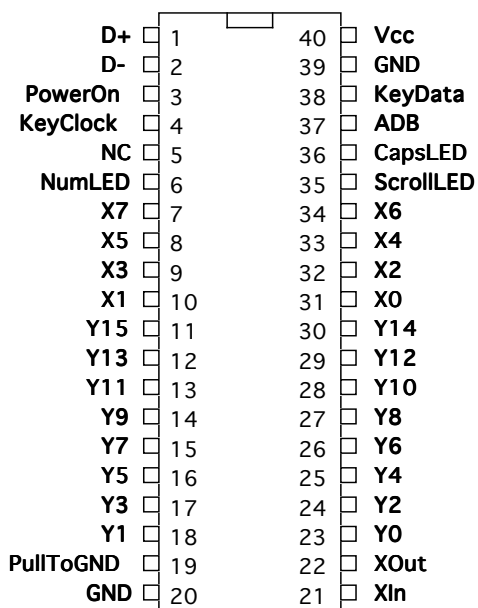 D+ 1 40 Vcc
D- 2 39 GND
PowerOn 3 38 KeyData
KeyClock 4 37 ADB
NC 5 36 CapsLED
NumLED 6 35 ScrollLED
X7 7 34 X6
X5 8 33 X4
X3 9 32 X2
X1 10 31 X0
Y15 11 30 Y14
Y13 12 29 Y12
Y11 13 28 Y10
Y9 14 27 Y8
Y7 15 26 Y6
Y5 16 25 Y4
Y3 17 24 Y2
Y1 18 23 Y0
PullToGND 19 22 XOut
GND 20 21 XIn